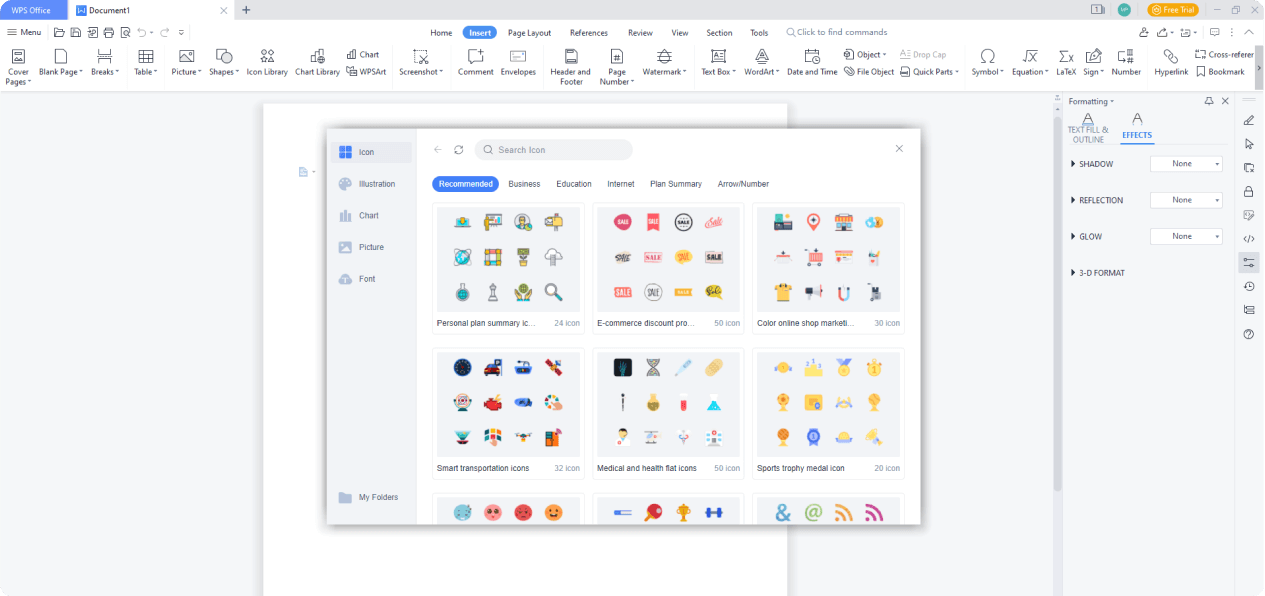 WPS Office
Document1
1
VP
Free Trial
Menu
Home Insert Page Layout References Review View Section Tools Click to find commands
Cover Pages
Blank Page
Breaks
Table
Picture
Shapes
Icon Library
Chart Library
Chart
WPSArt
Screenshot
Comment
Envelopes
Header and Footer
Page Number
Watermark
Text Box
WordArt
Date and Time
Object
File Object
Drop Cap
Quick Parts
Symbol
Equation
LaTeX
Sign
Number
Hyperlink
Cross-referer
Bookmark
Icon
Illustration
Chart
Picture
Font
My Folders
Search Icon
Recommended Business Education Internet Plan Summary Arrow/Number
SALE SALE SALE Sale
SALE SALE SALE SALE
SALE SALE SALE Sale
Personal plan summary ic... 24 icon
E-commerce discount pro... 50 icon
Color online shop marketi... 30 icon
Smart transportation icons 32 icon
Medical and health flat icons 50 icon
Sports trophy medal icon 20 icon
Formatting
TEXT FILL & OUTLINE
EFFECTS
SHADOW None
REFLECTION None
GLOW None
3-D FORMAT